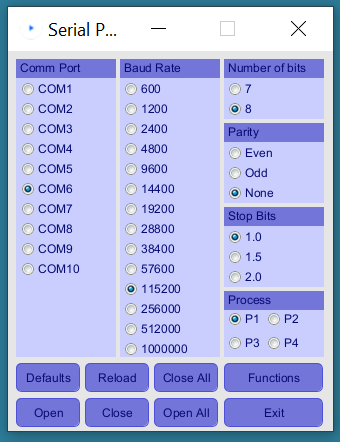 Serial P...
Comm Port
COM1
COM2
COM3
COM4
COM5
COM6
COM7
COM8
COM9
COM10
Baud Rate
600
1200
2400
4800
9600
14400
19200
28800
38400
57600
115200
256000
512000
1000000
Number of bits
7
8
Parity
Even
Odd
None
Stop Bits
1.0
1.5
2.0
Process
P1 P2
P3 P4
Defaults Reload Close All Functions
Open Close Open All Exit